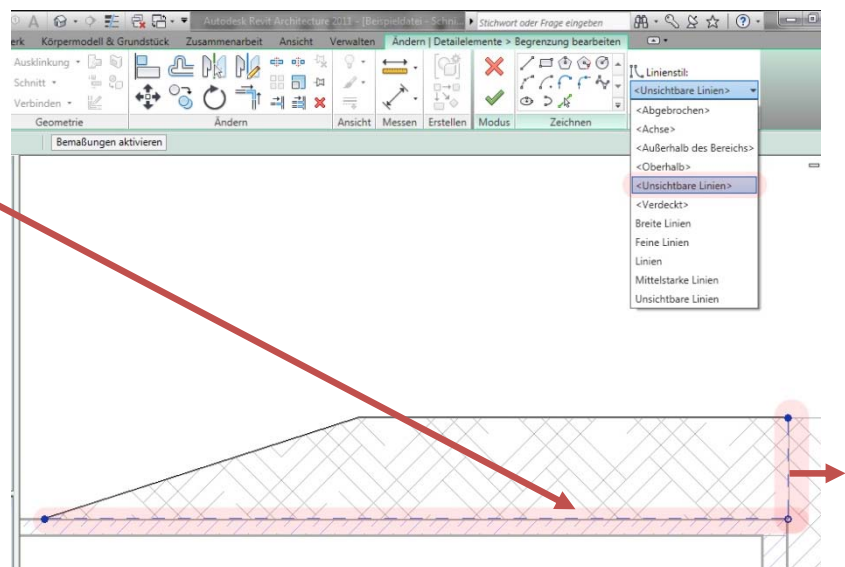 Autodesk Revit Architecture 2011 - [Beispieldatei - Schni...
Stichwort oder Frage eingeben
erk Körpermodell & Grundstück Zusammenarbeit Ansicht Verwalten Ändern | Detailelemente > Begrenzung bearbeiten
Ausklinkung
Schnitt
Verbinden
Geometrie Ändern Ansicht Messen Erstellen Modus Zeichnen
Linienstil:
<Unsichtbare Linien>
<Abgebrochen>
<Achse>
<Außerhalb des Bereichs>
<Oberhalb>
<Unsichtbare Linien>
<Verdeckt>
Breite Linien
Feine Linien
Linien
Mittelstarke Linien
Unsichtbare Linien
Bemaßungen aktivieren